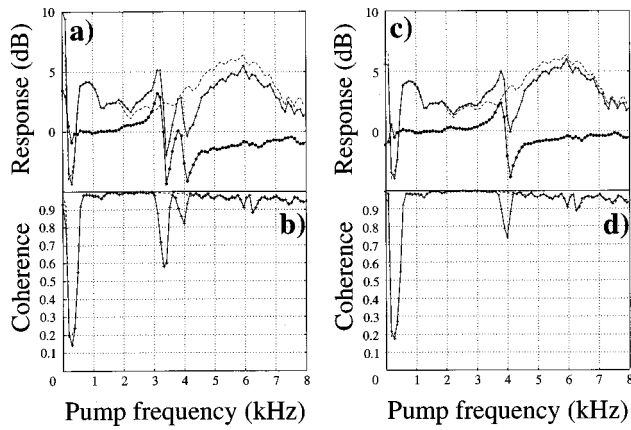 a)
Response (dB)
10
5
0
b)
Coherence
0.9
0.8
0.7
0.6
0.5
0.4
0.3
0.2
0.1
0 1 2 3 4 5 6 7 8
Pump frequency (kHz)
c)
Response (dB)
10
5
0
d)
Coherence
0.9
0.8
0.7
0.6
0.5
0.4
0.3
0.2
0.1
0 1 2 3 4 5 6 7 8
Pump frequency (kHz)